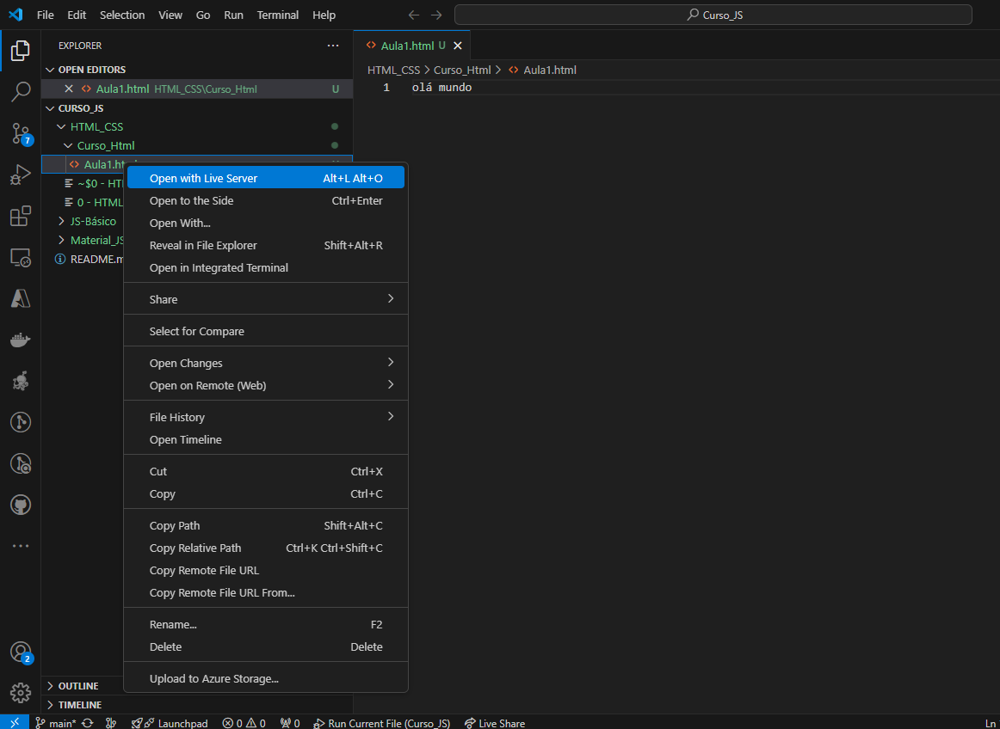 File Edit Selection View Go Run Terminal Help Curso_JS
EXPLORER
OPEN EDITORS
Aula1.html HTML_CSS\Curso_Html U
CURSO_JS
HTML_CSS
Curso_Html
Aula1.html
~$0 - HTM
0 - HTML
JS-Básico
Material_JS
README.m
Aula1.html U
HTML_CSS > Curso_Html > Aula1.html
1 olá mundo
Open with Live Server Alt+L Alt+O
Open to the Side Ctrl+Enter
Open With...
Reveal in File Explorer Shift+Alt+R
Open in Integrated Terminal
Share
Select for Compare
Open Changes
Open on Remote (Web)
File History
Open Timeline
Cut Ctrl+X
Copy Ctrl+C
Copy Path Shift+Alt+C
Copy Relative Path Ctrl+K Ctrl+Shift+C
Copy Remote File URL
Copy Remote File URL From...
Rename... F2
Delete Delete
Upload to Azure Storage...
7
2
OUTLINE
TIMELINE
main* Launchpad 0 0 0 Run Current File (Curso_JS) Live Share Ln